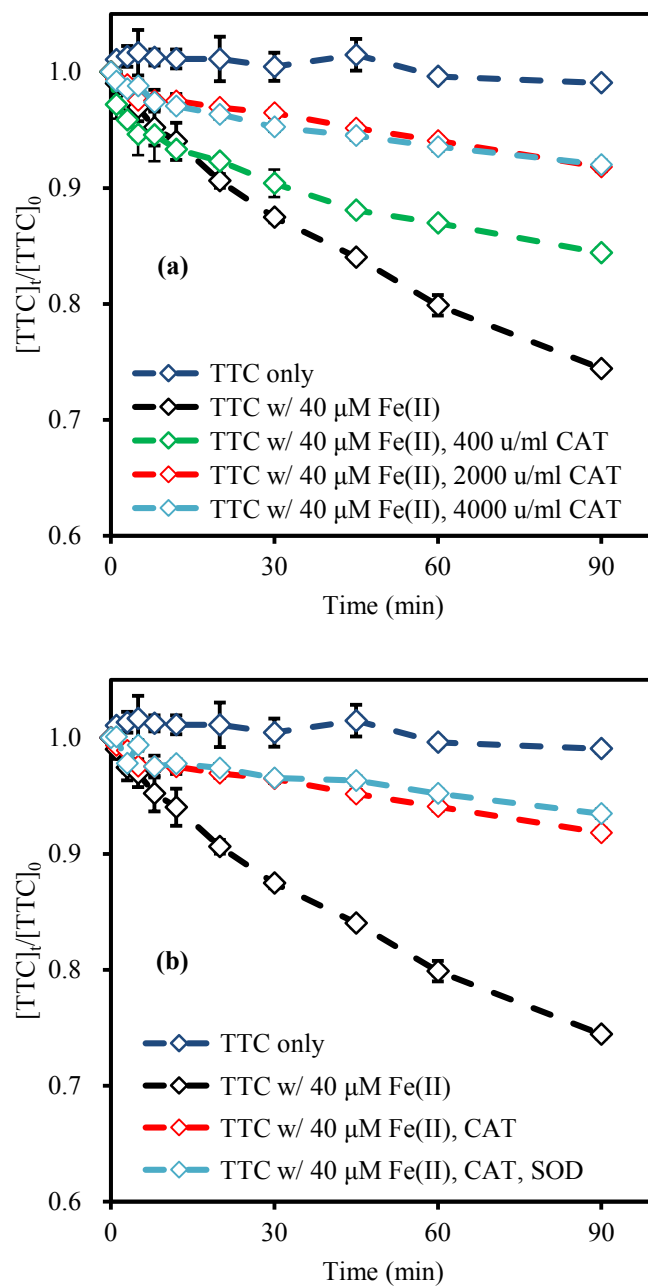 1.0
0.9
0.8
0.7
0.6
[TTC]t/[TTC]0
(a)
TTC only
TTC w/ 40 μM Fe(II)
TTC w/ 40 μM Fe(II), 400 u/ml CAT
TTC w/ 40 μM Fe(II), 2000 u/ml CAT
TTC w/ 40 μM Fe(II), 4000 u/ml CAT
0 30 60 90
Time (min)
1.0
0.9
0.8
0.7
0.6
[TTC]t/[TTC]0
(b)
TTC only
TTC w/ 40 μM Fe(II)
TTC w/ 40 μM Fe(II), CAT
TTC w/ 40 μM Fe(II), CAT, SOD
0 30 60 90
Time (min)